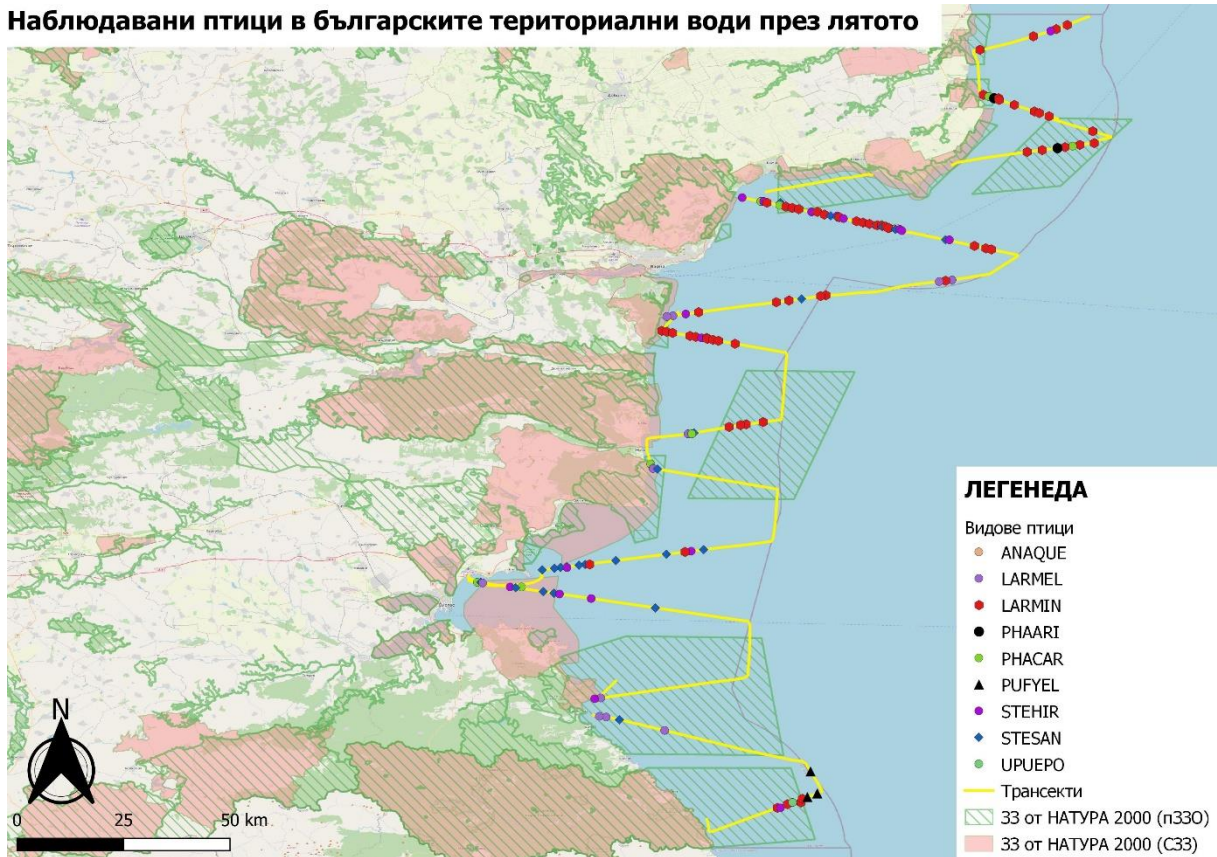 Наблюдавани птици в българските териториални води през лятото
ЛЕГЕНЕДА
Видове птици
ANAQUE
LARMEL
LARMIN
PHAARI
PHACAR
PUFYEL
STEHIR
STESAN
UPUEPO
Трансекти
ЗЗ от НАТУРА 2000 (пЗЗО)
ЗЗ от НАТУРА 2000 (СЗЗ)
N
0 25 50 km